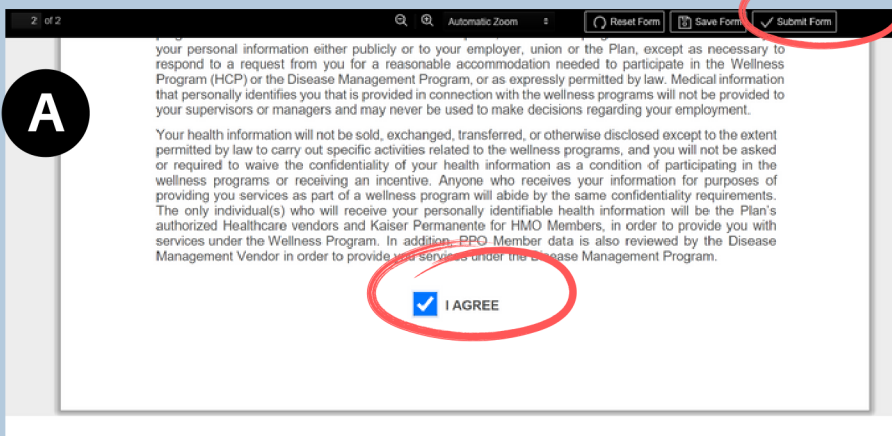 2 of 2 Automatic Zoom Reset Form Save Form Submit Form
your personal information either publicly or to your employer, union or the Plan, except as necessary to
respond to a request from you for a reasonable accommodation needed to participate in the Wellness
Program (HCP) or the Disease Management Program, or as expressly permitted by law. Medical information
that personally identifies you that is provided in connection with the wellness programs will not be provided to
your supervisors or managers and may never be used to make decisions regarding your employment.
A
Your health information will not be sold, exchanged, transferred, or otherwise disclosed except to the extent
permitted by law to carry out specific activities related to the wellness programs, and you will not be asked
or required to waive the confidentiality of your health information as a condition of participating in the
wellness programs or receiving an incentive. Anyone who receives your information for purposes of
providing you services as part of a wellness program will abide by the same confidentiality requirements.
The only individual(s) who will receive your personally identifiable health information will be the Plan's
authorized Healthcare vendors and Kaiser Permanente for HMO Members, in order to provide you with
services under the Wellness Program. In addition, PPO Member data is also reviewed by the Disease
Management Vendor in order to provide you services under the Disease Management Program.
I AGREE